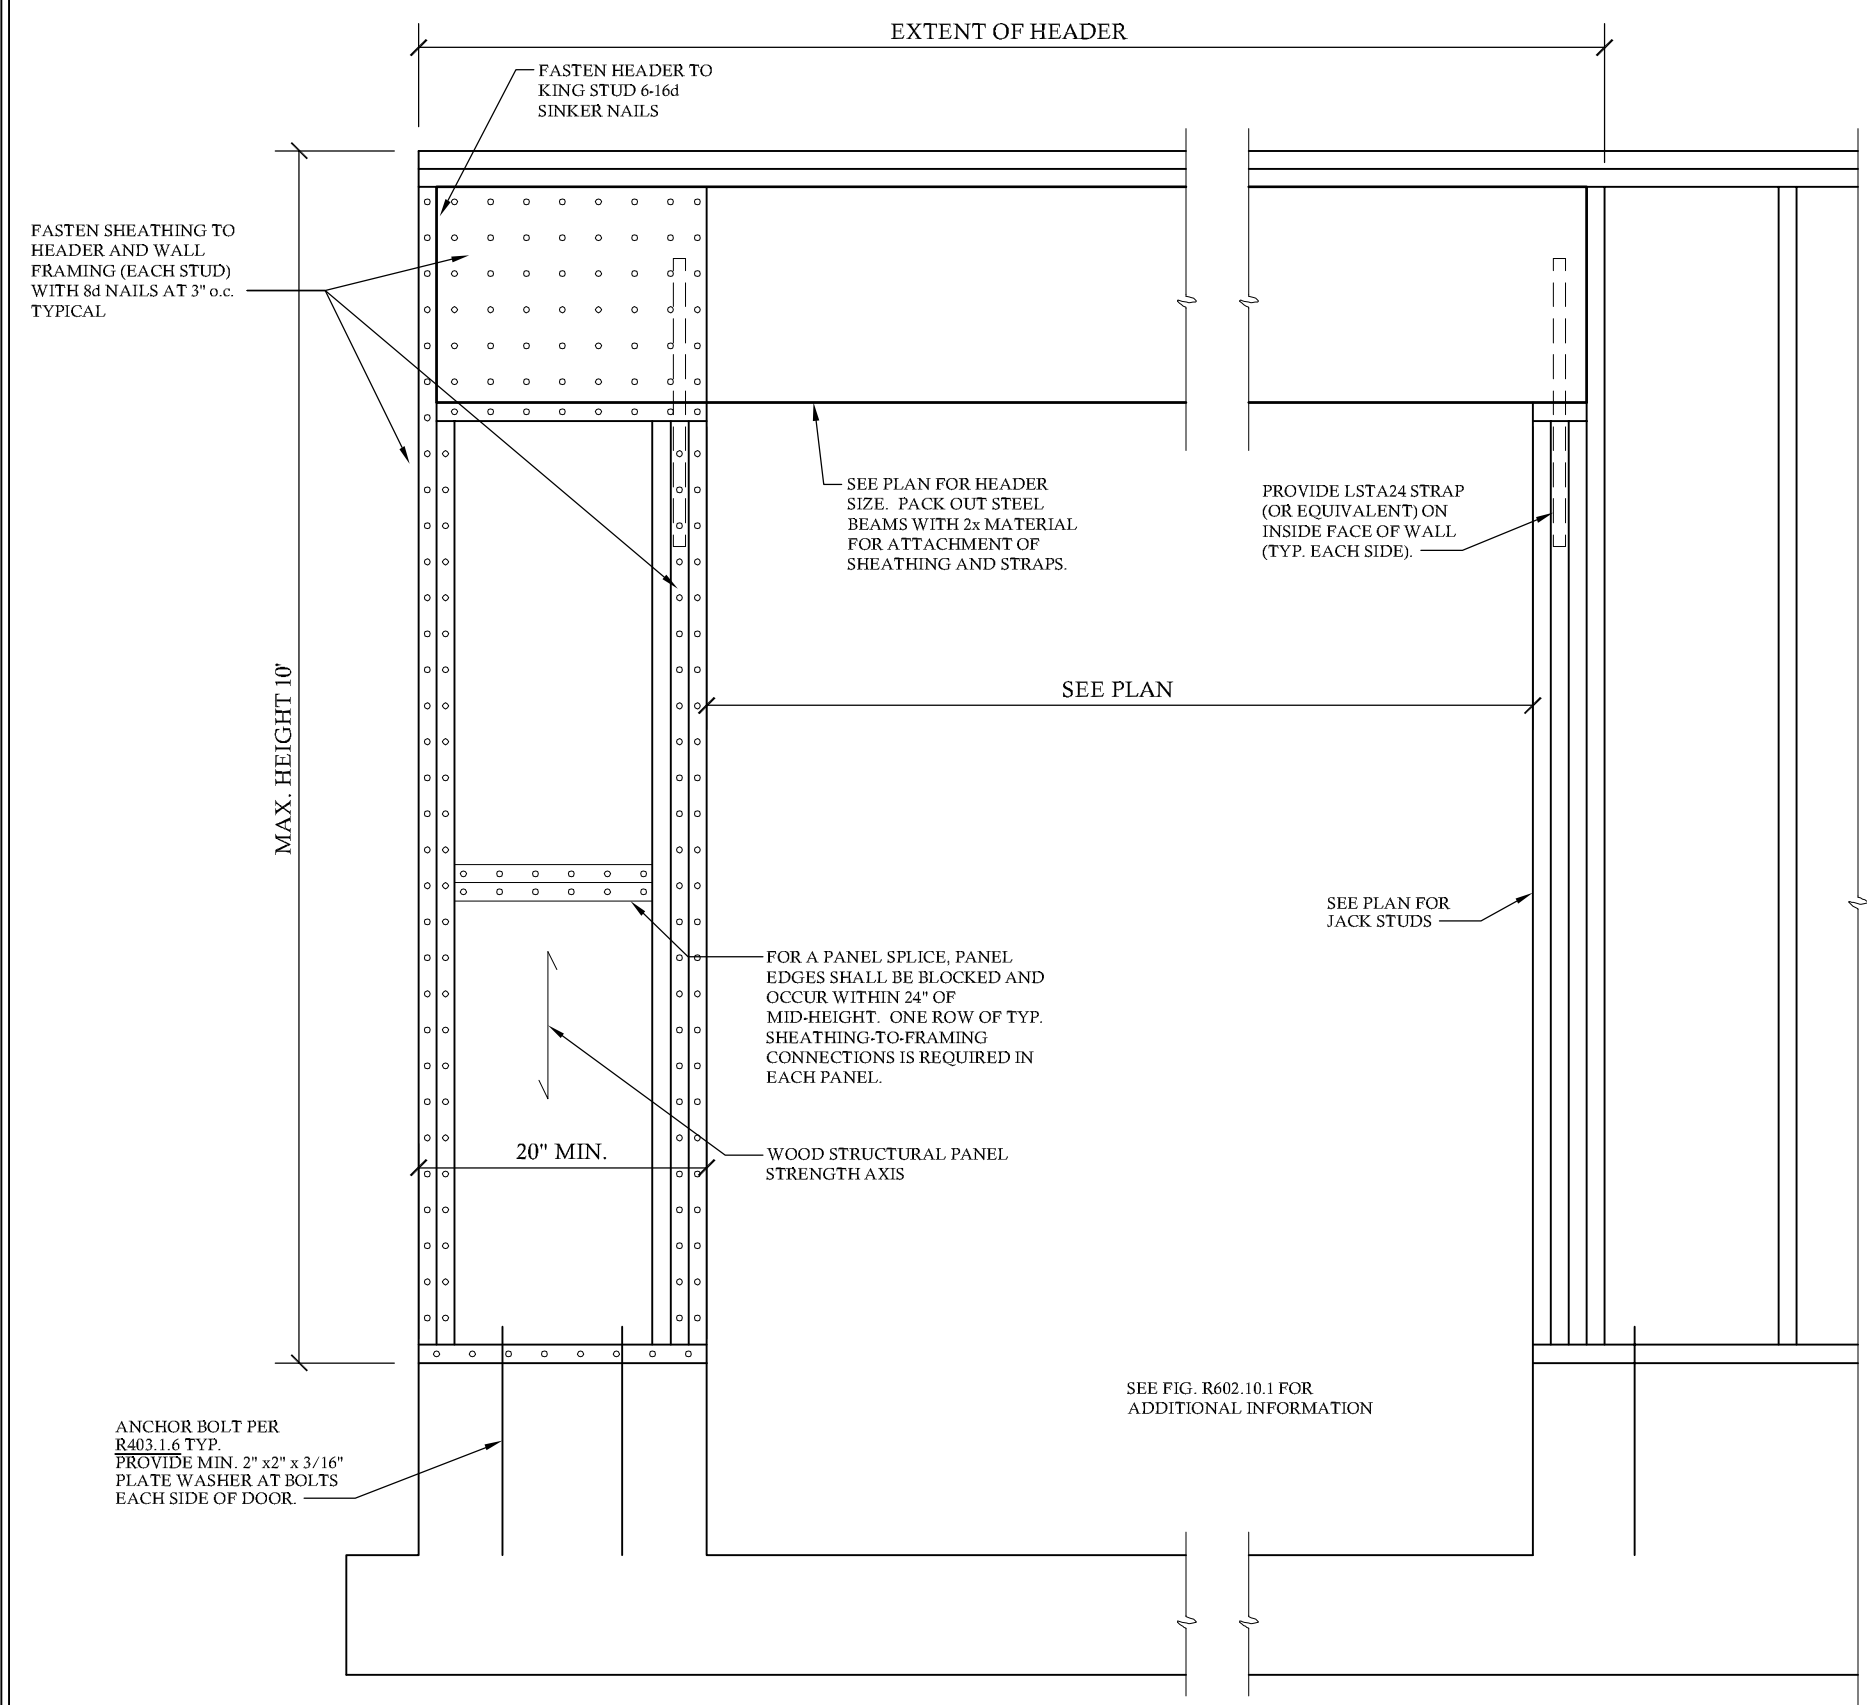 EXTENT OF HEADER
FASTEN HEADER TO
KING STUD 6-16d
SINKER NAILS
FASTEN SHEATHING TO
HEADER AND WALL
FRAMING (EACH STUD)
WITH 8d NAILS AT 3" o.c.
TYPICAL
SEE PLAN FOR HEADER
SIZE. PACK OUT STEEL
BEAMS WITH 2x MATERIAL
FOR ATTACHMENT OF
SHEATHING AND STRAPS.
PROVIDE LSTA24 STRAP
(OR EQUIVALENT) ON
INSIDE FACE OF WALL
(TYP. EACH SIDE).
MAX. HEIGHT 10'
SEE PLAN
SEE PLAN FOR
JACK STUDS
FOR A PANEL SPLICE, PANEL
EDGES SHALL BE BLOCKED AND
OCCUR WITHIN 24" OF
MID-HEIGHT. ONE ROW OF TYP.
SHEATHING-TO-FRAMING
CONNECTIONS IS REQUIRED IN
EACH PANEL.
20" MIN.
WOOD STRUCTURAL PANEL
STRENGTH AXIS
SEE FIG. R602.10.1 FOR
ADDITIONAL INFORMATION
ANCHOR BOLT PER
R403.1.6 TYP.
PROVIDE MIN. 2" x2" x 3/16"
PLATE WASHER AT BOLTS
EACH SIDE OF DOOR.